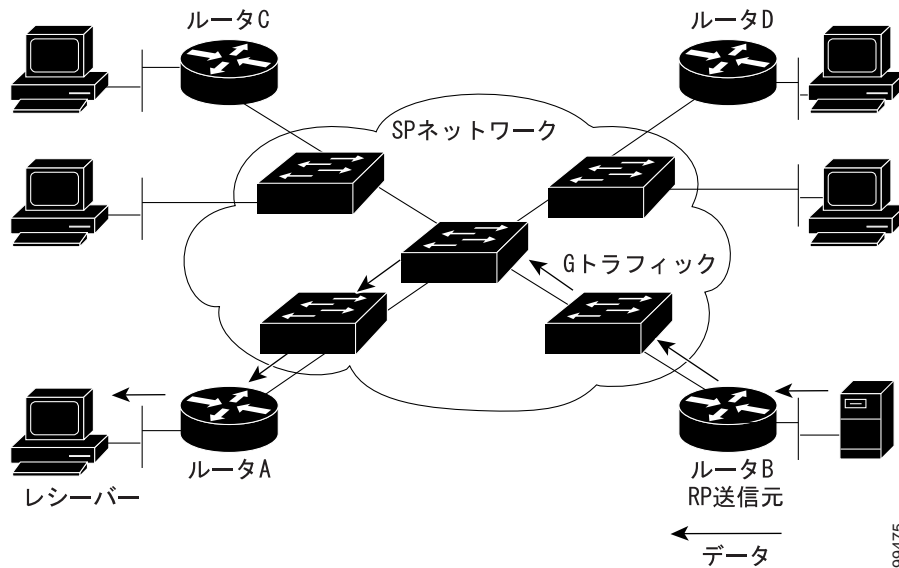 ルータC
ルータD
SPネットワーク
Gトラフィック
ルータA
レシーバー
ルータB
RP送信元
データ
99475